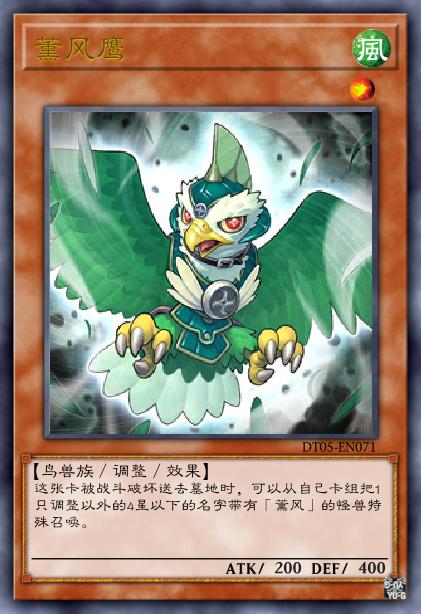 薰风鹰
風
DT05-EN071
【鸟兽族/调整/效果】
这张卡被战斗破坏送去墓地时，可以从自己卡组把1
只调整以外的4星以下的名字带有「薰风」的怪兽特
殊召唤。
ATK/ 200 DEF/ 400